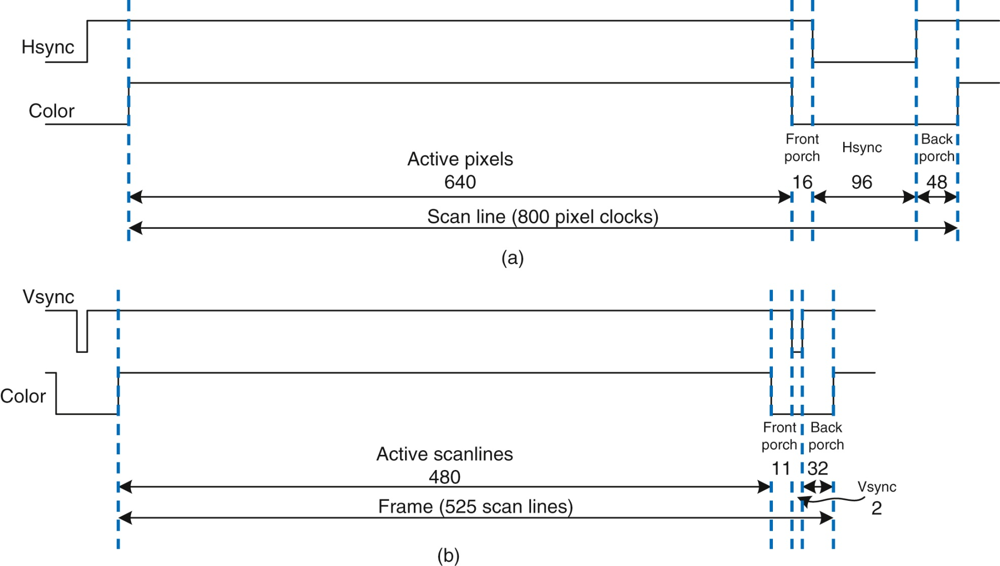 Hsync
Color
Front
porch
Hsync
Back
porch
Active pixels
640
16
96
48
Scan line (800 pixel clocks)
(a)
Vsync
Color
Front
porch
Back
porch
Active scanlines
480
11
32
Vsync
2
Frame (525 scan lines)
(b)